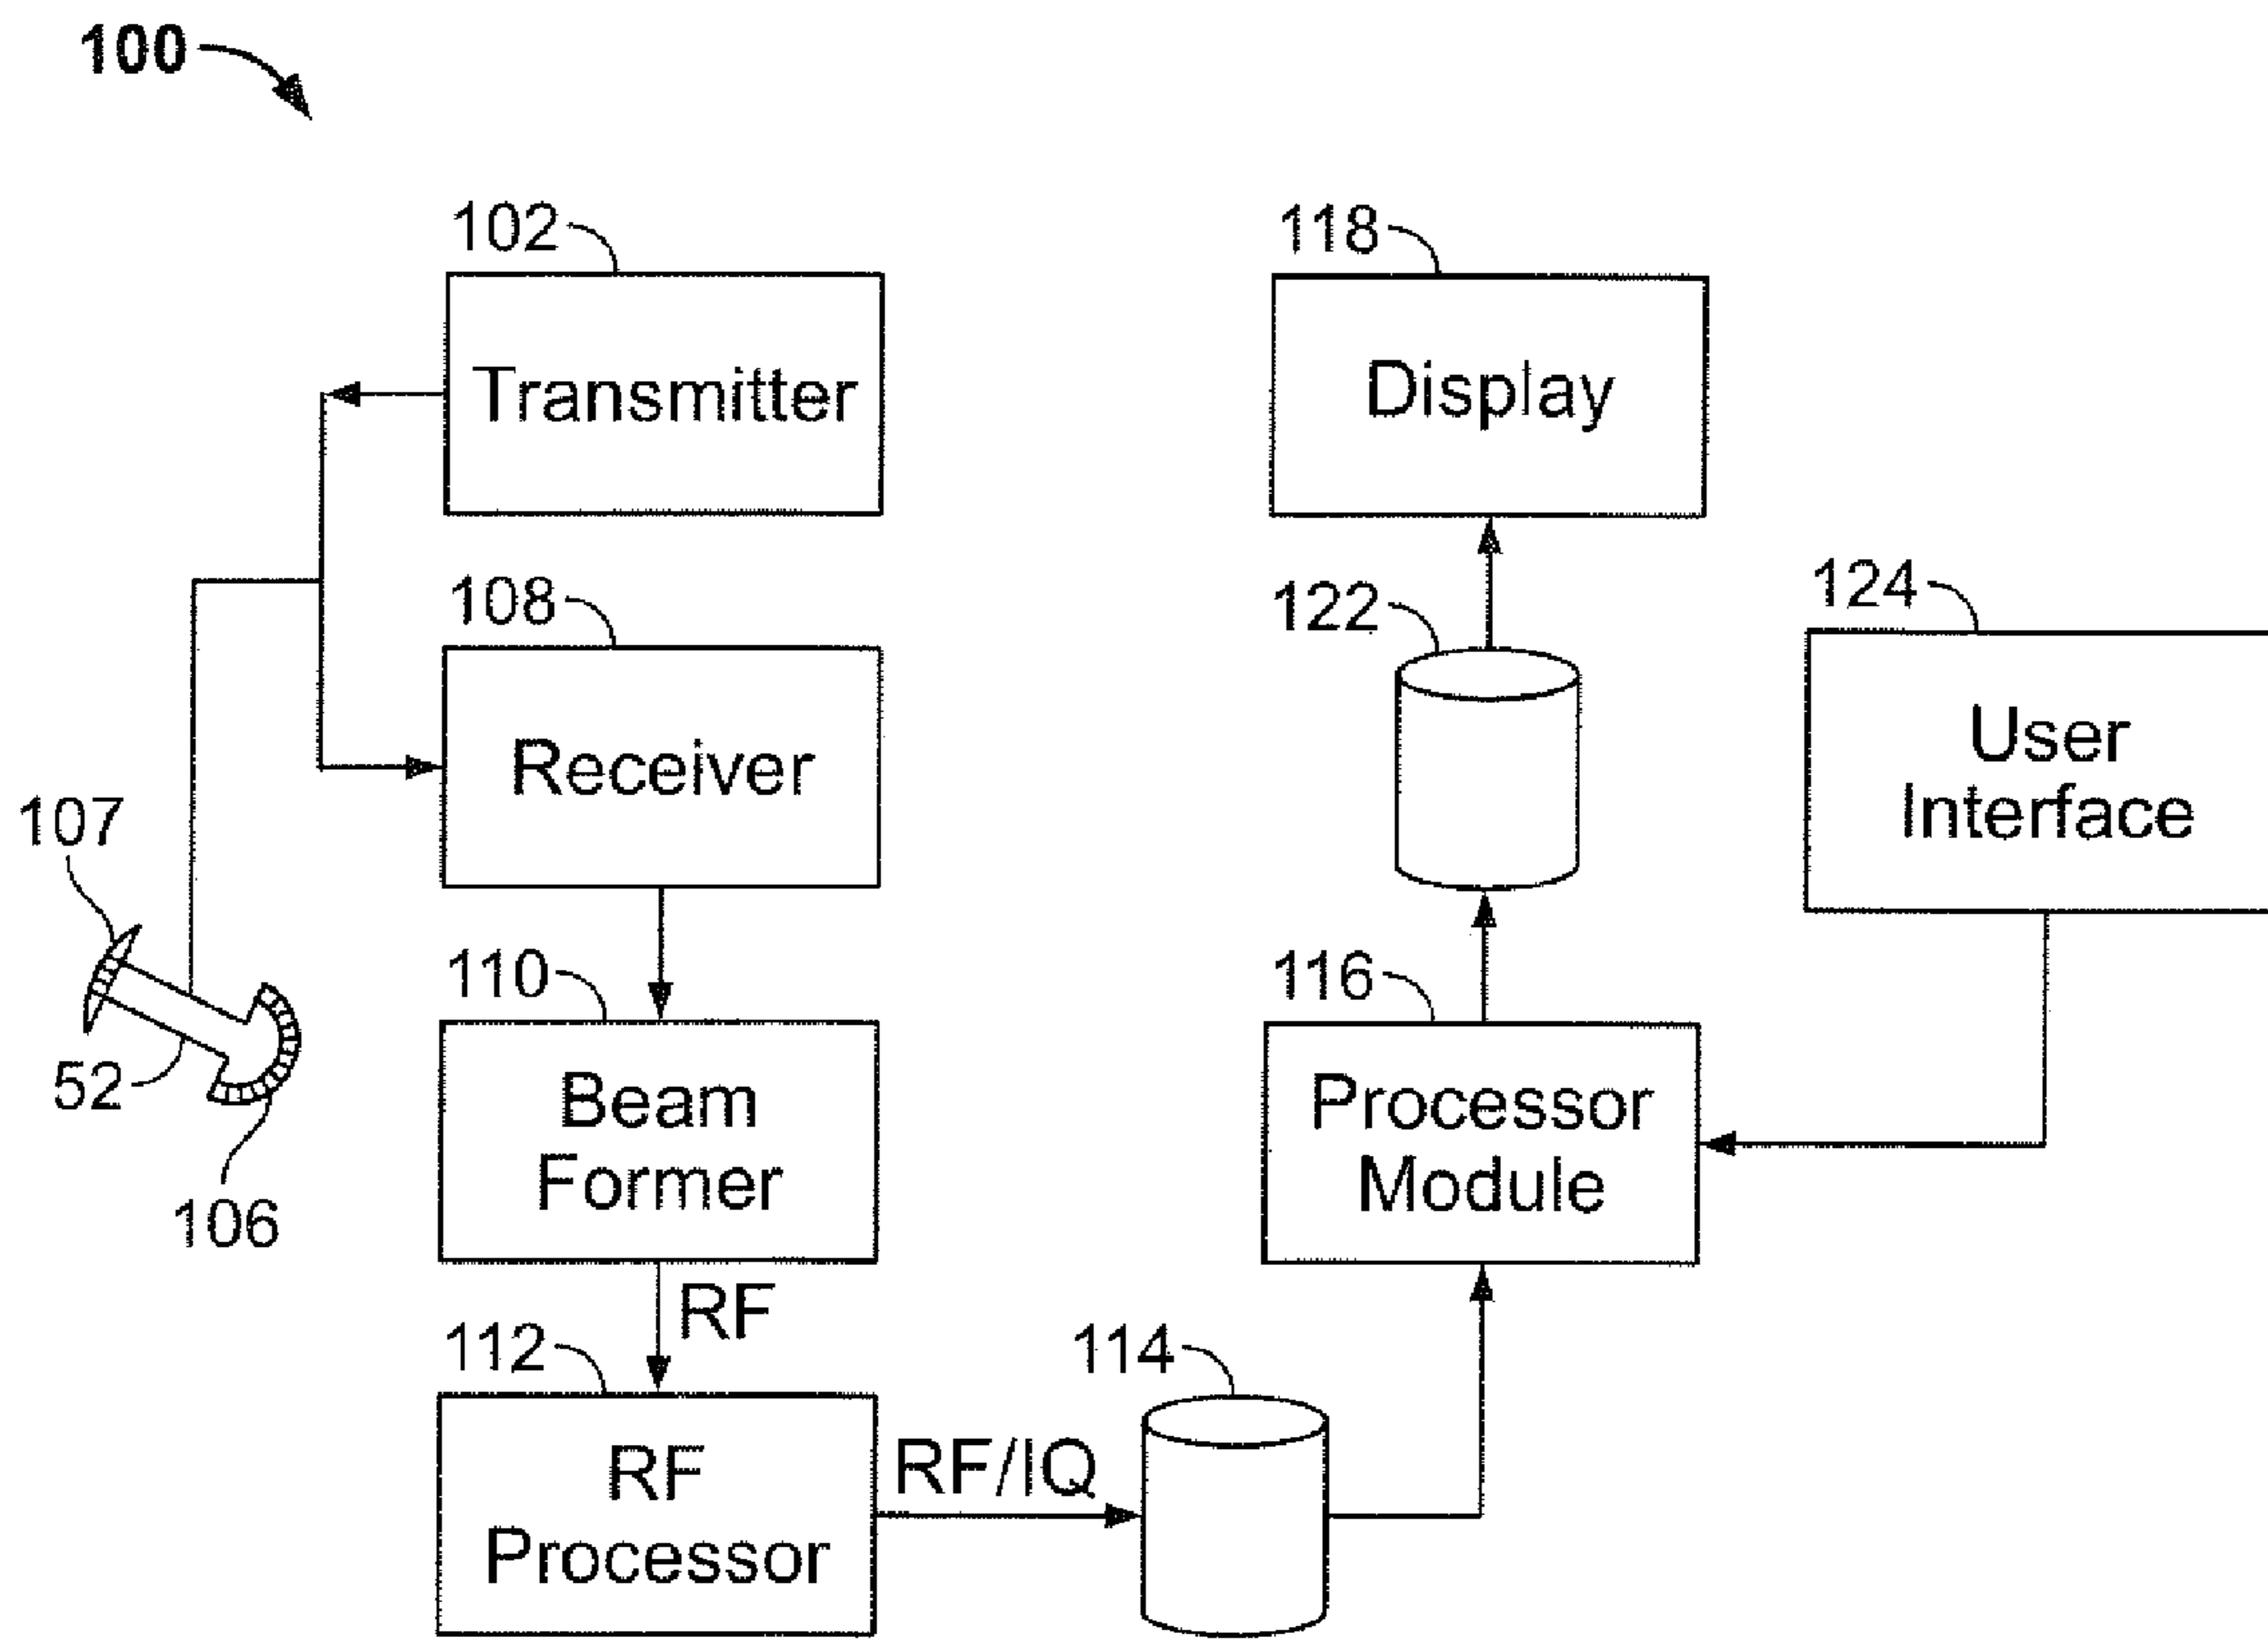 100
102
Transmitter
118
Display
108
Receiver
122
124
User
Interface
107
52
106
110
Beam
Former
116
Processor
Module
RF
112
RF
Processor
RF/IQ
114